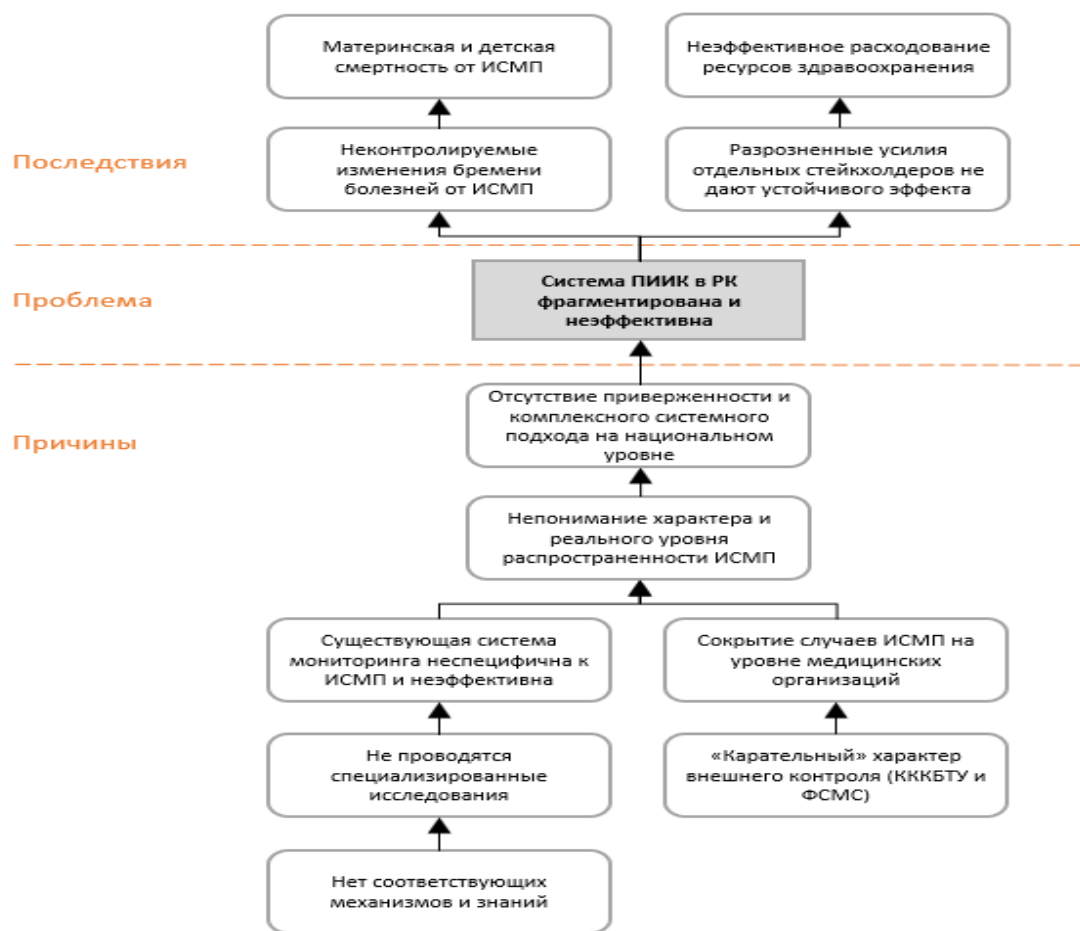 Материнская и детская
смертность от ИСМП
Неэффективное расходование
ресурсов здравоохранения
Последствия
Неконтролируемые
изменения бремени
болезней от ИСМП
Разрозненные усилия
отдельных стейкхолдеров не
дают устойчивого эффекта
Проблема
Система ПИИК в РК
фрагментирована и
неэффективна
Причины
Отсутствие приверженности и
комплексного системного
подхода на национальном
уровне
Непонимание характера и
реального уровня
распространенности ИСМП
Существующая система
мониторинга неспецифична к
ИСМП и неэффективна
Сокрытие случаев ИСМП на
уровне медицинских
организаций
Не проводятся
специализированные
исследования
«Карательный» характер
внешнего контроля (КККБТУ и
ФСМС)
Нет соответствующих
механизмов и знаний